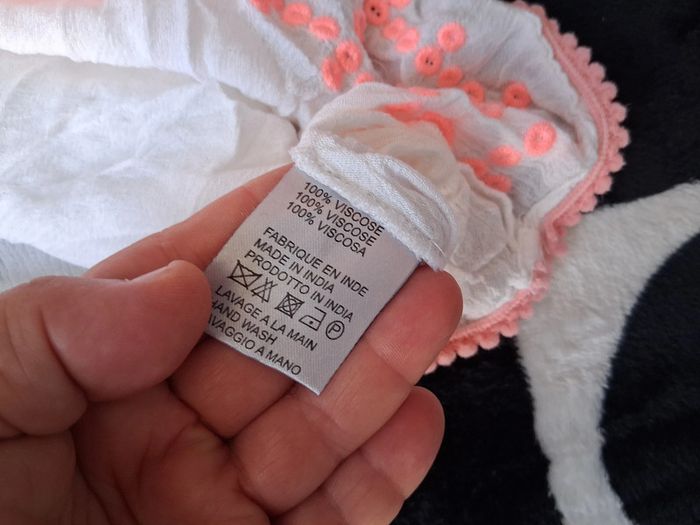 100% VISCOSE
100% VISCOSE
100% VISCOSA
FABRIQUE EN INDE
MADE IN INDIA
PRODOTTO IN INDIA
P
LAVAGE A LA MAIN
HAND WASH
LAVAGGIO A MANO